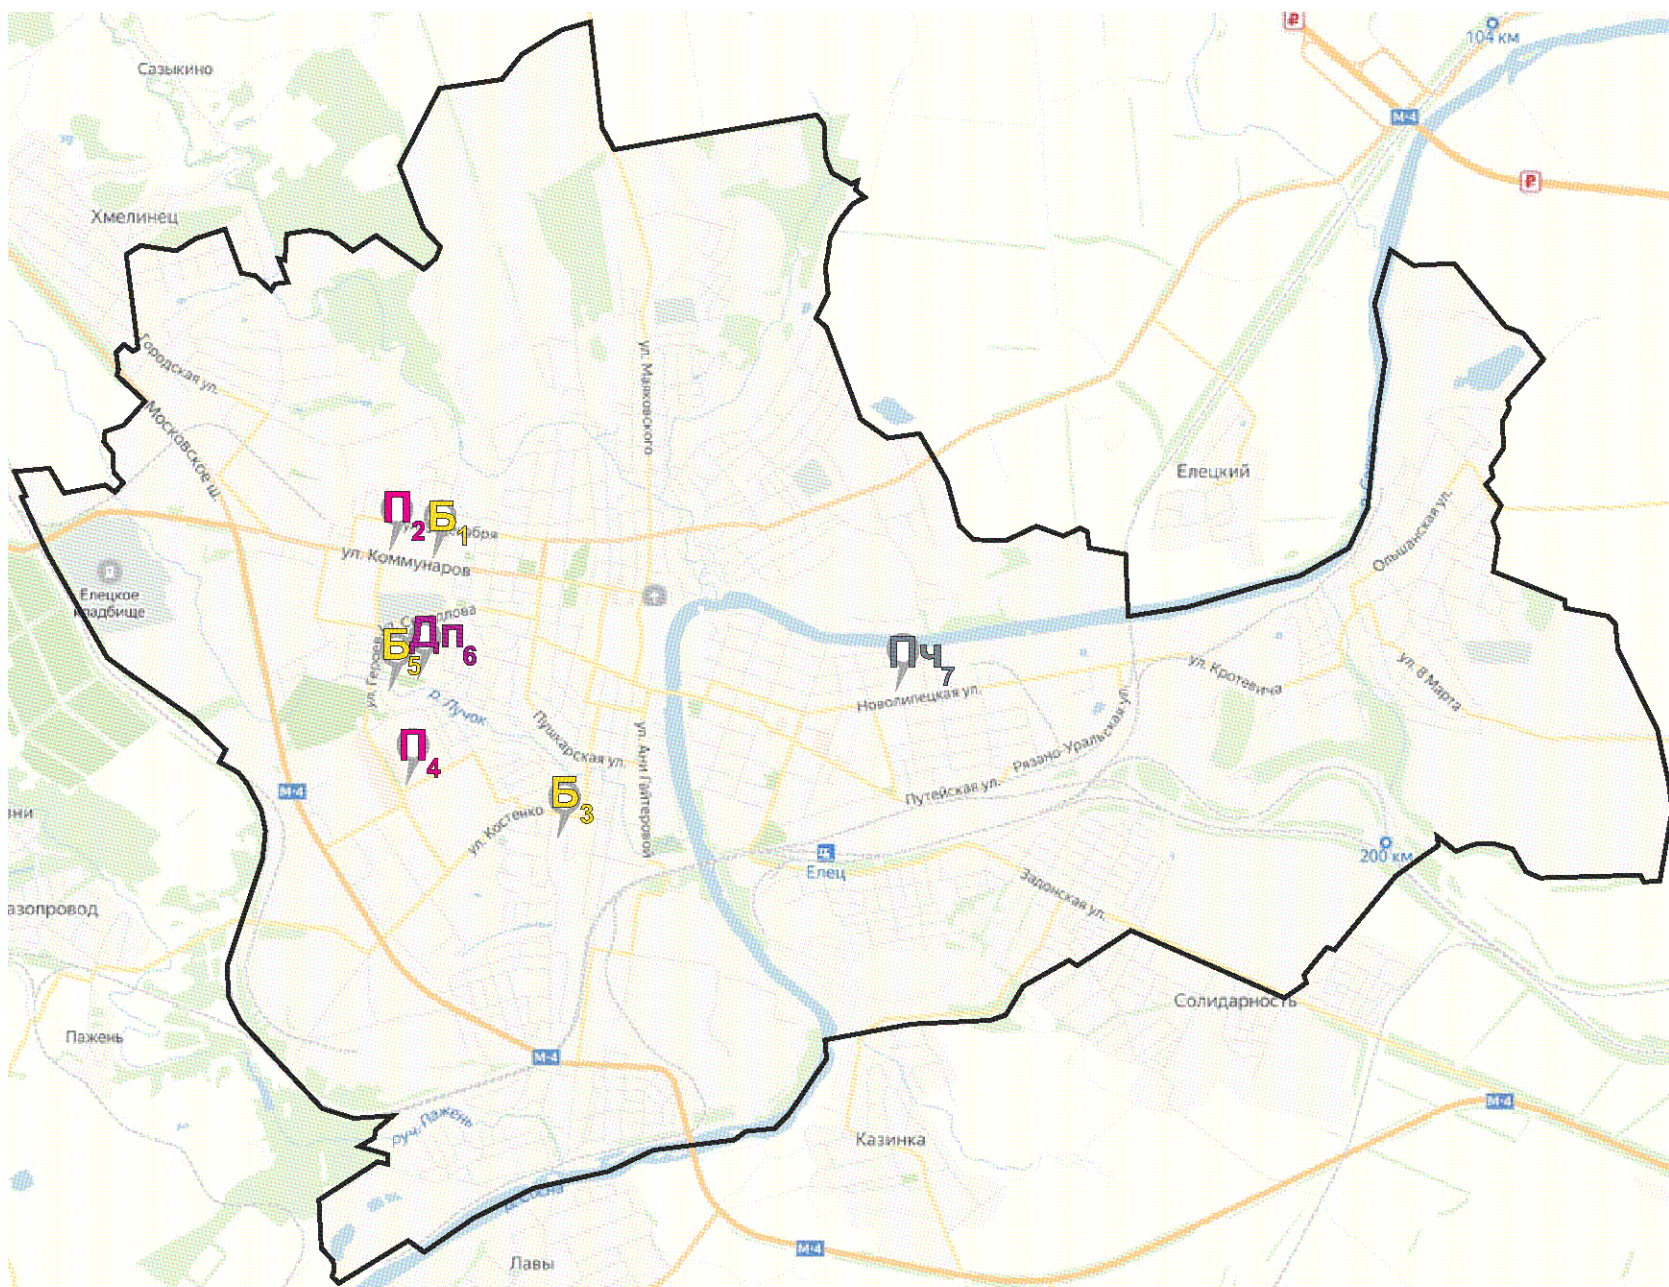 104 км
Сазыкино
М-4
₽
₽
Хмелинец
Городская ул.
ул. Маяковского
Московское ш.
Елецкий
Ольшанская ул.
П2
Б1
ул. Коммунаров
Елецкое
кладбище
Б5
Дп6
ул. Героев
р. Лучок
Пч7
Новолипецкая ул.
ул. Кротевича
ул. 8 Марта
П4
Пушкарская ул.
ул. Ани Гайтеровой
Рязано-Уральская ул.
Путейская ул.
М-4
Б3
ул. Костенко
Елец
200 км
Задонская ул.
азопровод
Солидарность
Пажень
М-4
М-4
руч. Пажень
Казинка
р. Сосна
М-4
Лавы